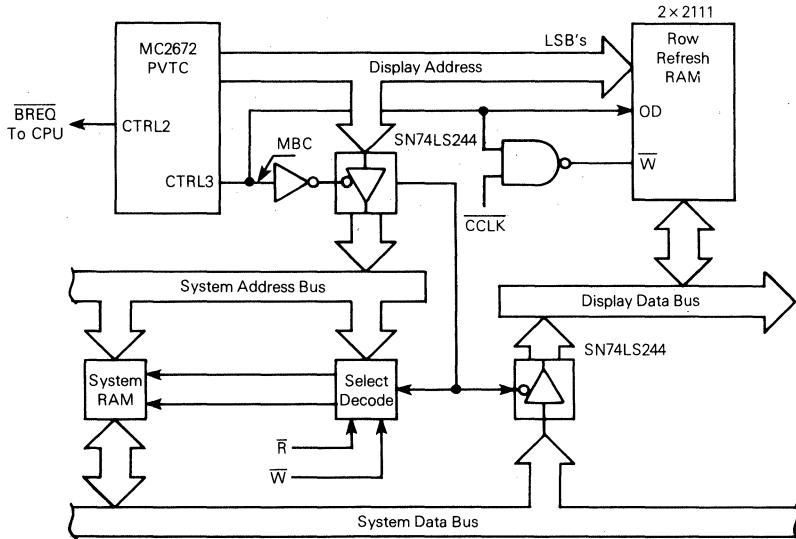 MC2672
PVTC
BREQ
To CPU
CTRL2
CTRL3
MBC
LSB's
Display Address
SN74LS244
CCLK
2 × 2111
Row
Refresh
RAM
OD
W
System Address Bus
Display Data Bus
SN74LS244
System
RAM
Select
Decode
R
W
System Data Bus